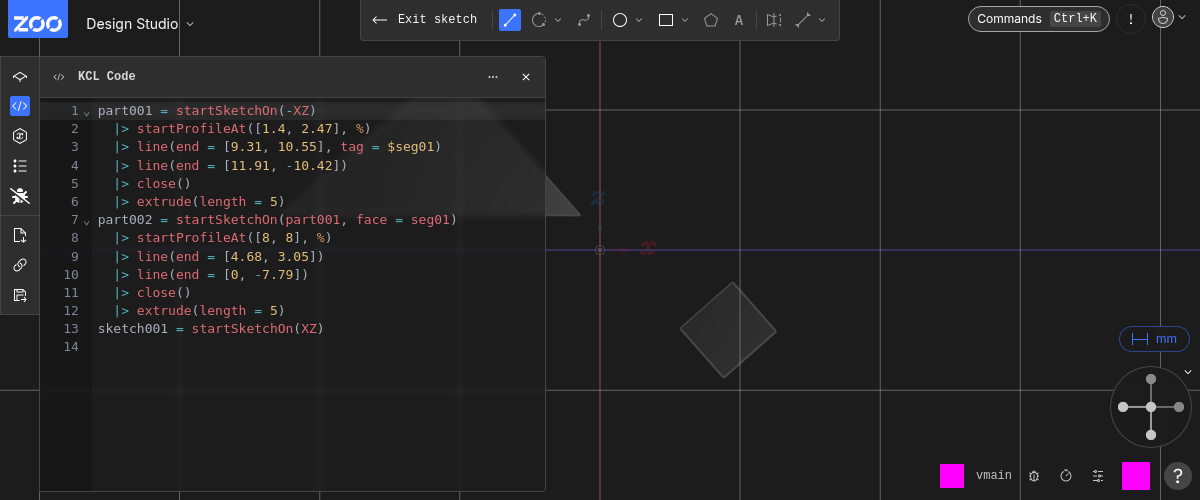 ZOO
Design Studio
Exit sketch
A
Commands Ctrl+K
!
KCL Code
1 part001 = startSketchOn(-XZ)
2 |> startProfileAt([1.4, 2.47], %)
3 |> line(end = [9.31, 10.55], tag = $seg01)
4 |> line(end = [11.91, -10.42])
5 |> close()
6 |> extrude(length = 5)
7 part002 = startSketchOn(part001, face = seg01)
8 |> startProfileAt([8, 8], %)
9 |> line(end = [4.68, 3.05])
10 |> line(end = [0, -7.79])
11 |> close()
12 |> extrude(length = 5)
13 sketch001 = startSketchOn(XZ)
14
z
x
mm
vmain
?